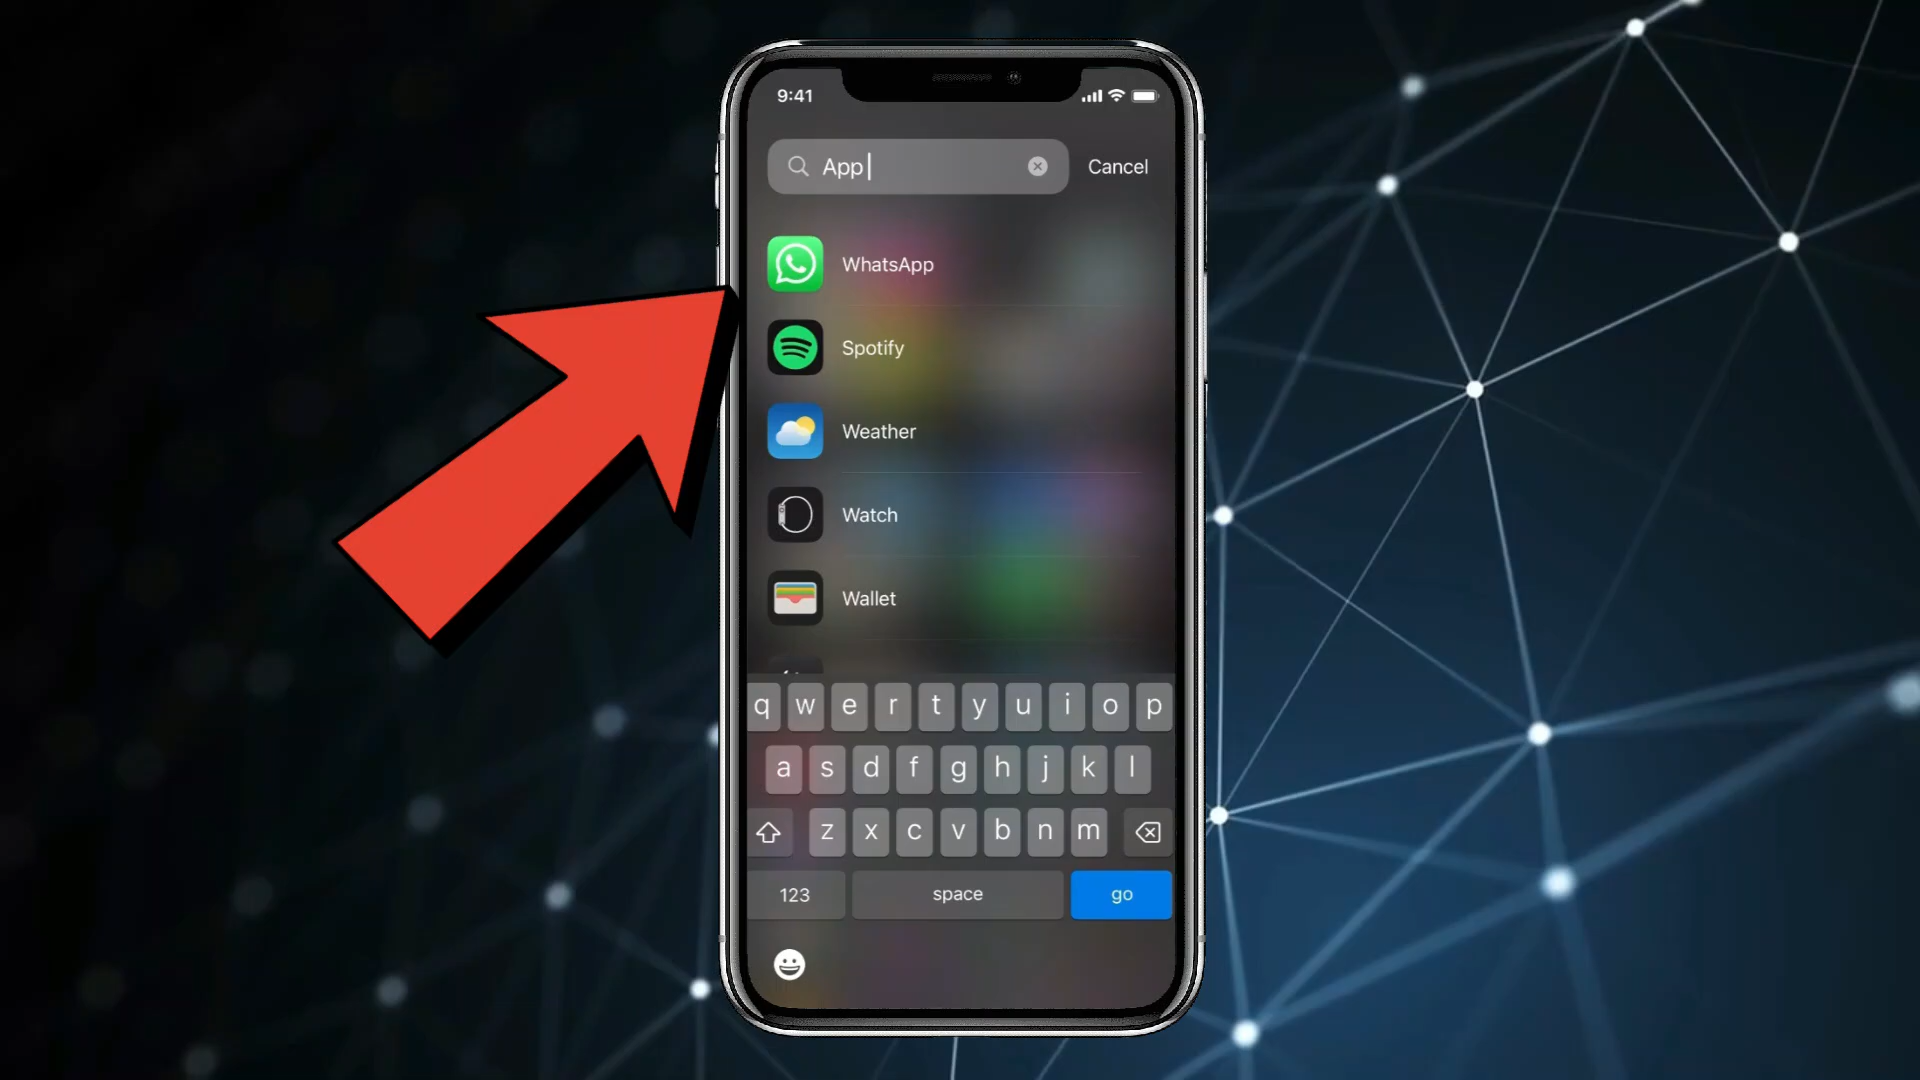 9:41
App
Cancel
WhatsApp
Spotify
Weather
Watch
Wallet
q w e r t y u i o p
a s d f g h j k l
z x c v b n m
123 space go